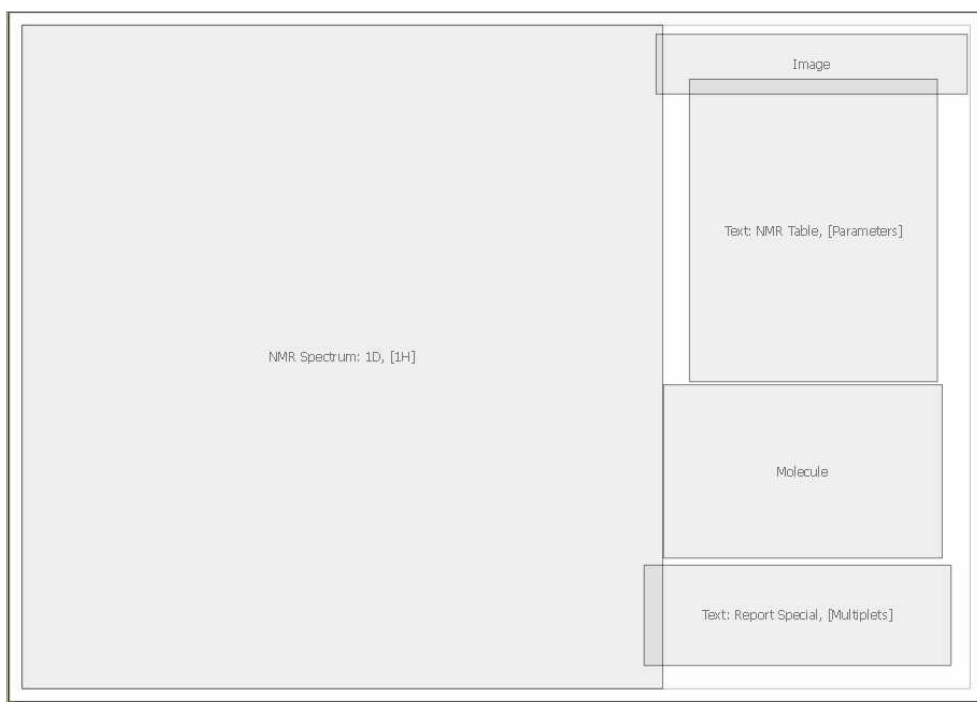 Image
Text: NMR Table, [Parameters]
NMR Spectrum: 1D, [1H]
Molecule
Text: Report Special, [Multiplets]